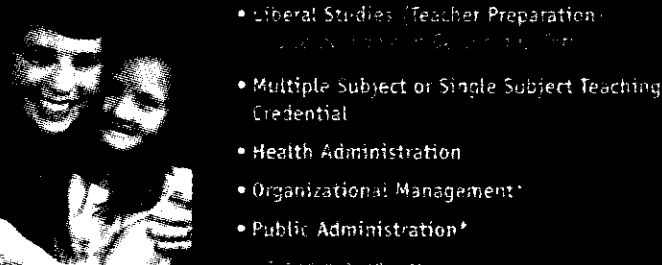 • Liberal Studies (Teacher Preparation
• Multiple Subject or Single Subject Teaching
Credential
• Health Administration
• Organizational Management*
• Public Administration*